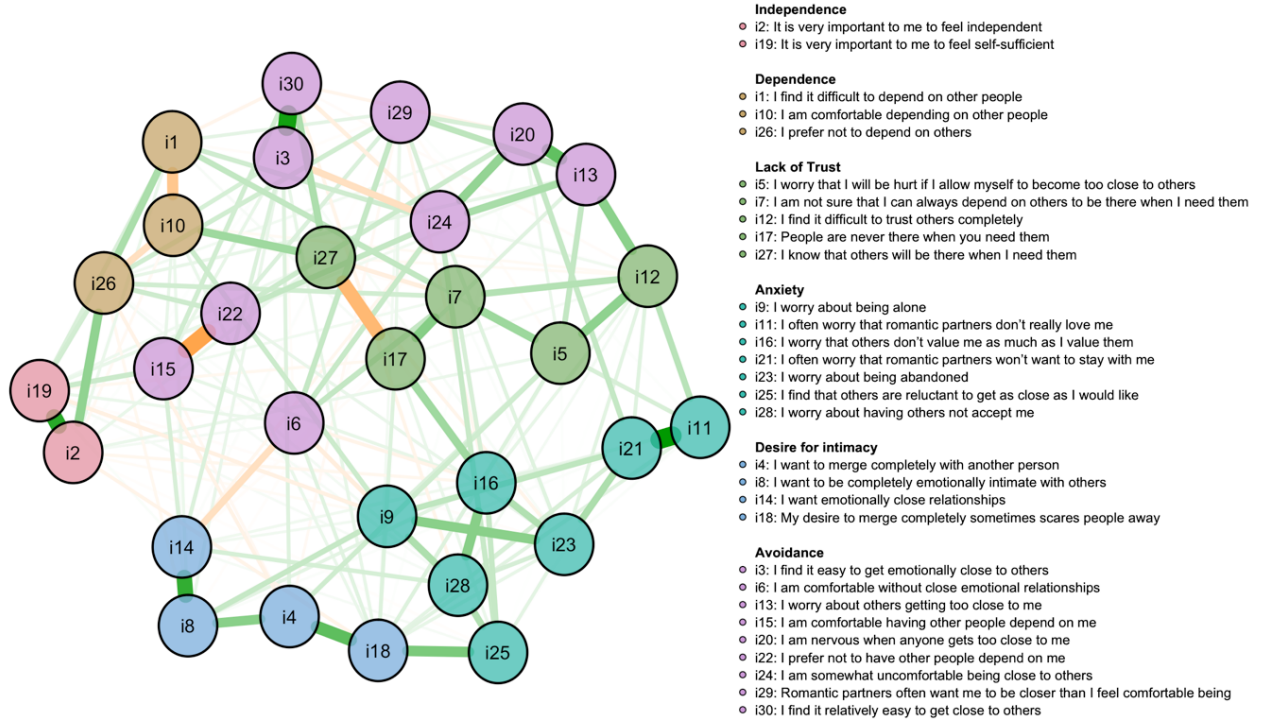 i30
i29
i20
i1
i3
i13
i24
i10
i27
i12
i26
i7
i22
i5
i17
i15
i19
i6
i11
i21
i2
i16
i9
i14
i23
i28
i4
i8
i18
i25
Independence
i2: It is very important to me to feel independent
i19: It is very important to me to feel self-sufficient
Dependence
i1: I find it difficult to depend on other people
i10: I am comfortable depending on other people
i26: I prefer not to depend on others
Lack of Trust
i5: I worry that I will be hurt if I allow myself to become too close to others
i7: I am not sure that I can always depend on others to be there when I need them
i12: I find it difficult to trust others completely
i17: People are never there when you need them
i27: I know that others will be there when I need them
Anxiety
i9: I worry about being alone
i11: I often worry that romantic partners don't really love me
i16: I worry that others don't value me as much as I value them
i21: I often worry that romantic partners won't want to stay with me
i23: I worry about being abandoned
i25: I find that others are reluctant to get as close as I would like
i28: I worry about having others not accept me
Desire for intimacy
i4: I want to merge completely with another person
i8: I want to be completely emotionally intimate with others
i14: I want emotionally close relationships
i18: My desire to merge completely sometimes scares people away
Avoidance
i3: I find it easy to get emotionally close to others
i6: I am comfortable without close emotional relationships
i13: I worry about others getting too close to me
i15: I am comfortable having other people depend on me
i20: I am nervous when anyone gets too close to me
i22: I prefer not to have other people depend on me
i24: I am somewhat uncomfortable being close to others
i29: Romantic partners often want me to be closer than I feel comfortable being
i30: I find it relatively easy to get close to others